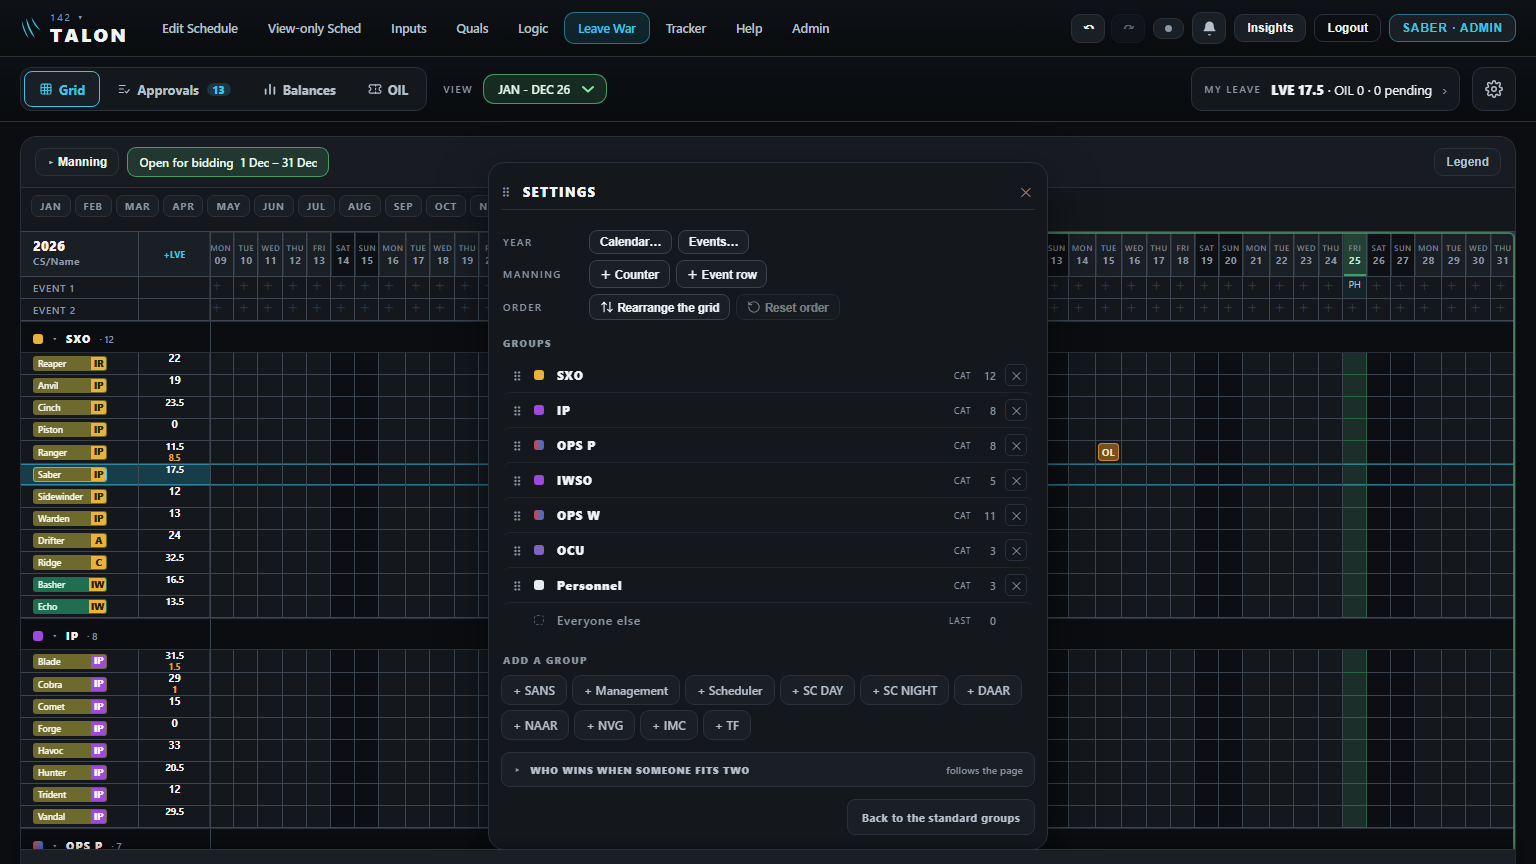 142
TALON
Edit Schedule
View-only Sched
Inputs
Quals
Logic
Leave War
Tracker
Help
Admin
Insights
Logout
SABER · ADMIN
Grid
Approvals 13
Balances
OIL
VIEW
JAN - DEC 26
MY LEAVE LVE 17.5 · OIL 0 · 0 pending ›
Manning
Open for bidding 1 Dec – 31 Dec
Legend
JAN FEB MAR APR MAY JUN JUL AUG SEP OCT N
2026
CS/Name
+LVE
MON TUE WED THU FRI SAT SUN MON TUE WED THU
09 10 11 12 13 14 15 16 17 18 19 2
SUN MON TUE WED THU FRI SAT SUN MON TUE WED THU FRI SAT SUN MON TUE WED THU
13 14 15 16 17 18 19 20 21 22 23 24 25 26 27 28 29 30 31
EVENT 1
PH
EVENT 2
SXO · 12
Reaper IR 22
Anvil IP 19
Cinch IP 23.5
Piston IP 0
Ranger IP 11.5
8.5
OL
Saber IP 17.5
Sidewinder IP 12
Warden IP 13
Drifter A 24
Ridge C 32.5
Basher IW 16.5
Echo IW 13.5
IP · 8
Blade IP 31.5
1.5
Cobra IP 29
1
Comet IP 15
Forge IP 0
Havoc IP 33
Hunter IP 20.5
Trident IP 12
Vandal IP 29.5
OPS P · 7
SETTINGS
YEAR
Calendar...
Events...
MANNING
+ Counter
+ Event row
ORDER
Rearrange the grid
Reset order
GROUPS
SXO CAT 12
IP CAT 8
OPS P CAT 8
IWSO CAT 5
OPS W CAT 11
OCU CAT 3
Personnel CAT 3
Everyone else LAST 0
ADD A GROUP
+ SANS
+ Management
+ Scheduler
+ SC DAY
+ SC NIGHT
+ DAAR
+ NAAR
+ NVG
+ IMC
+ TF
WHO WINS WHEN SOMEONE FITS TWO
follows the page
Back to the standard groups